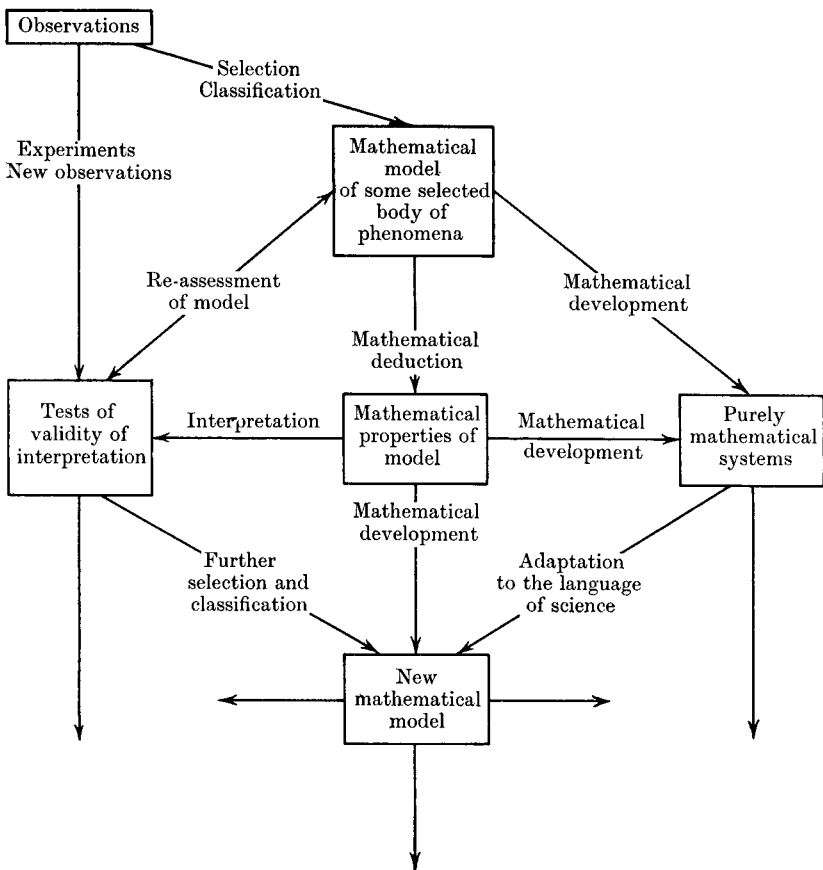 Observations
Selection
Classification
Experiments
New observations
Mathematical
model
of some selected
body of
phenomena
Re-assessment
of model
Mathematical
development
Mathematical
deduction
Tests of
validity of
interpretation
Interpretation
Mathematical
properties of
model
Mathematical
development
Purely
mathematical
systems
Mathematical
development
Further
selection and
classification
Adaptation
to the language
of science
New
mathematical
model